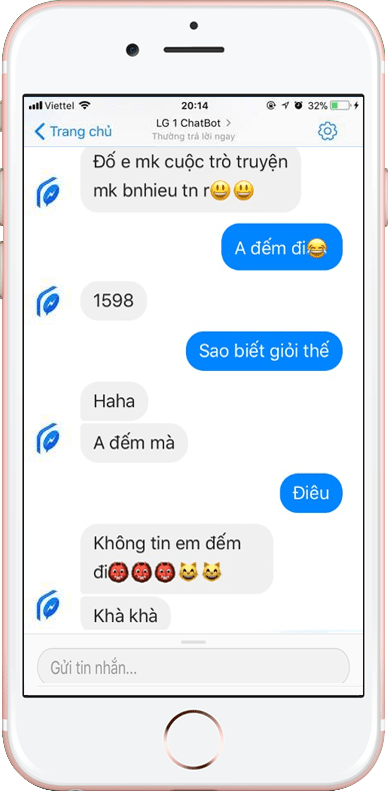 Viettel 20:14 32%
Trang chủ LG 1 ChatBot >
Thường trả lời ngay
Đố e mk cuộc trò truyện
mk bnhieu tn r😃😃
A đếm đi😂
1598
Sao biết giỏi thế
Haha
A đếm mà
Điêu
Không tin em đếm
đi👹👹👹😸😸
Khà khà
Gửi tin nhắn...